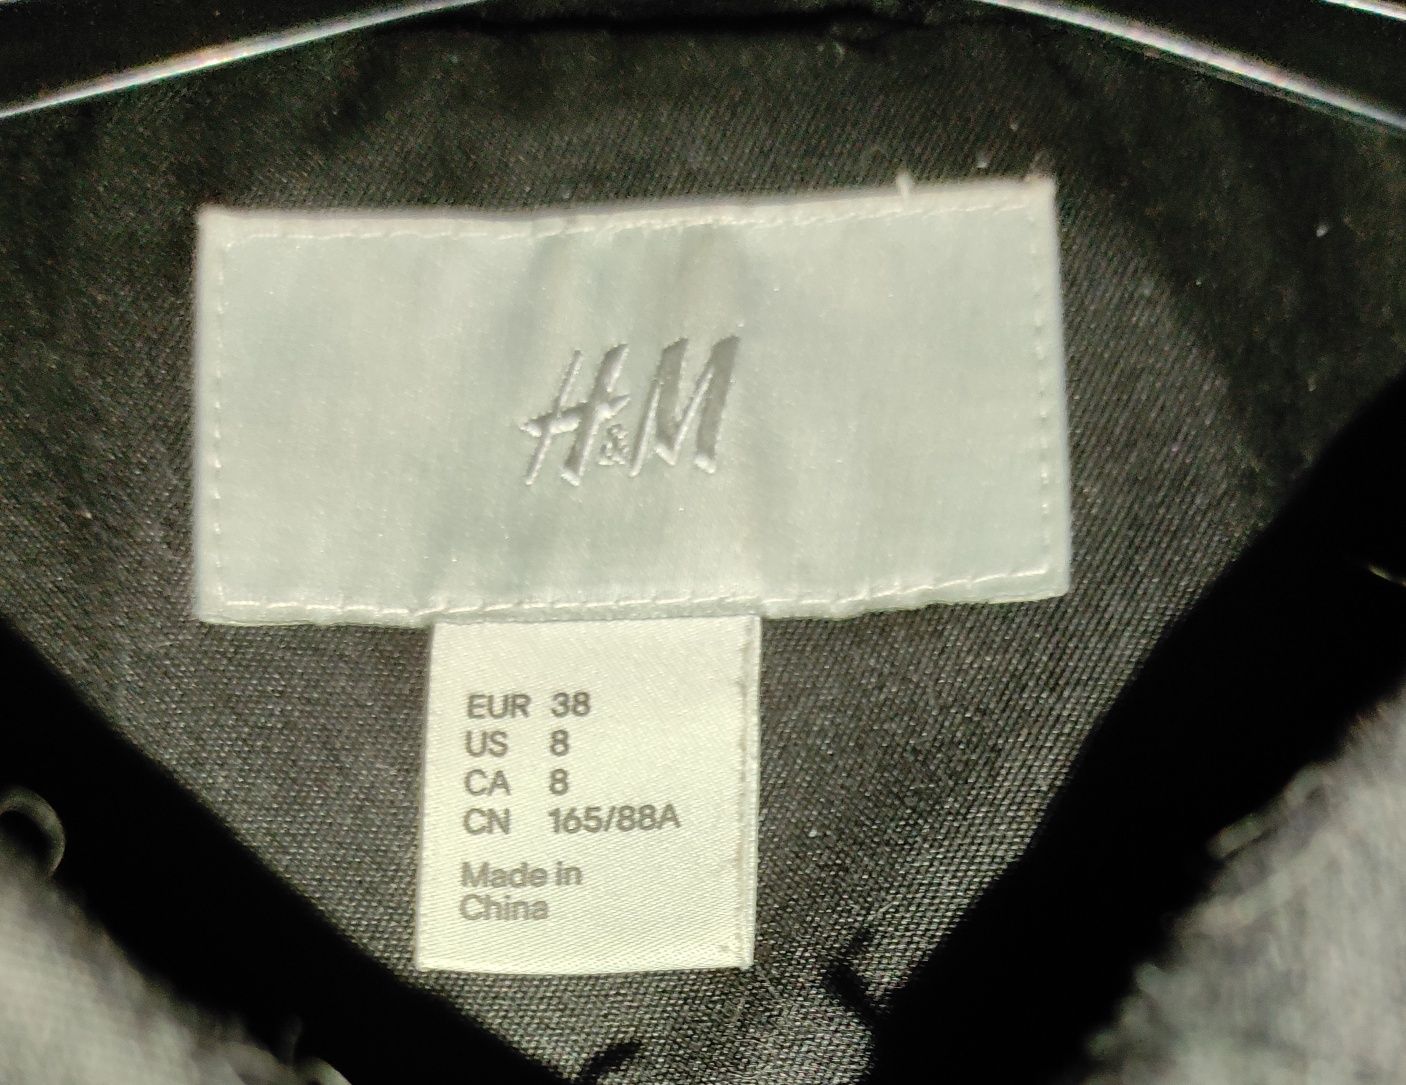 H&M
EUR 38
US 8
CA 8
CN 165/88A
Made in
China